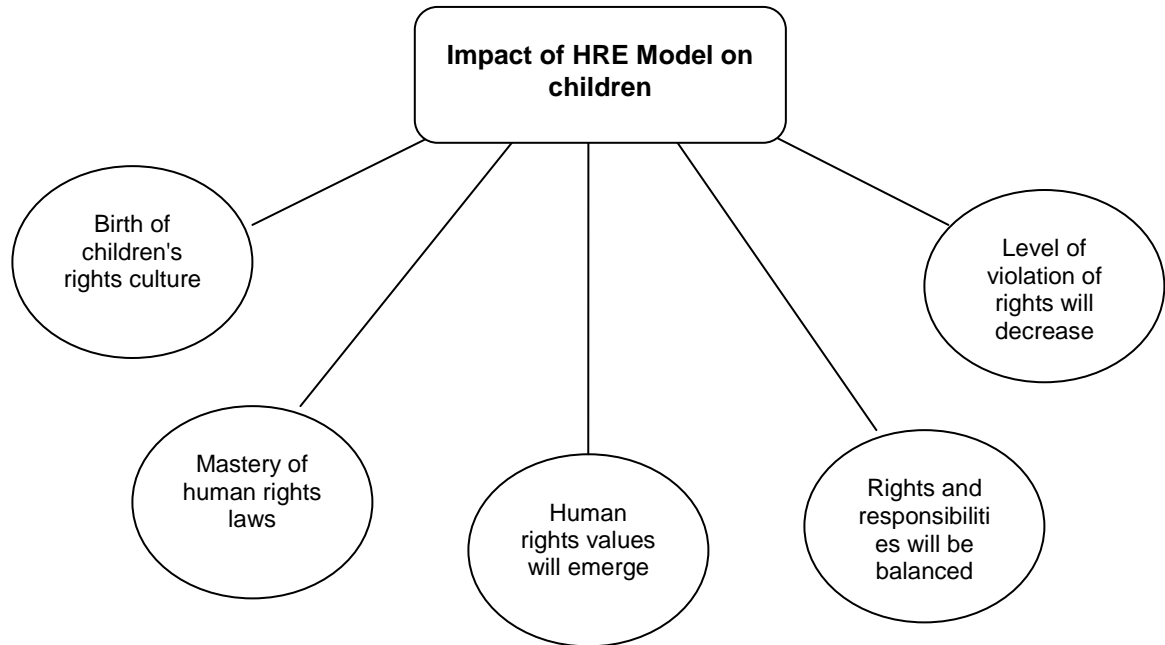 Impact of HRE Model on
children
Birth of
children's
rights culture
Level of
violation of
rights will
decrease
Mastery of
human rights
laws
Human
rights values
will emerge
Rights and
responsibiliti
es will be
balanced